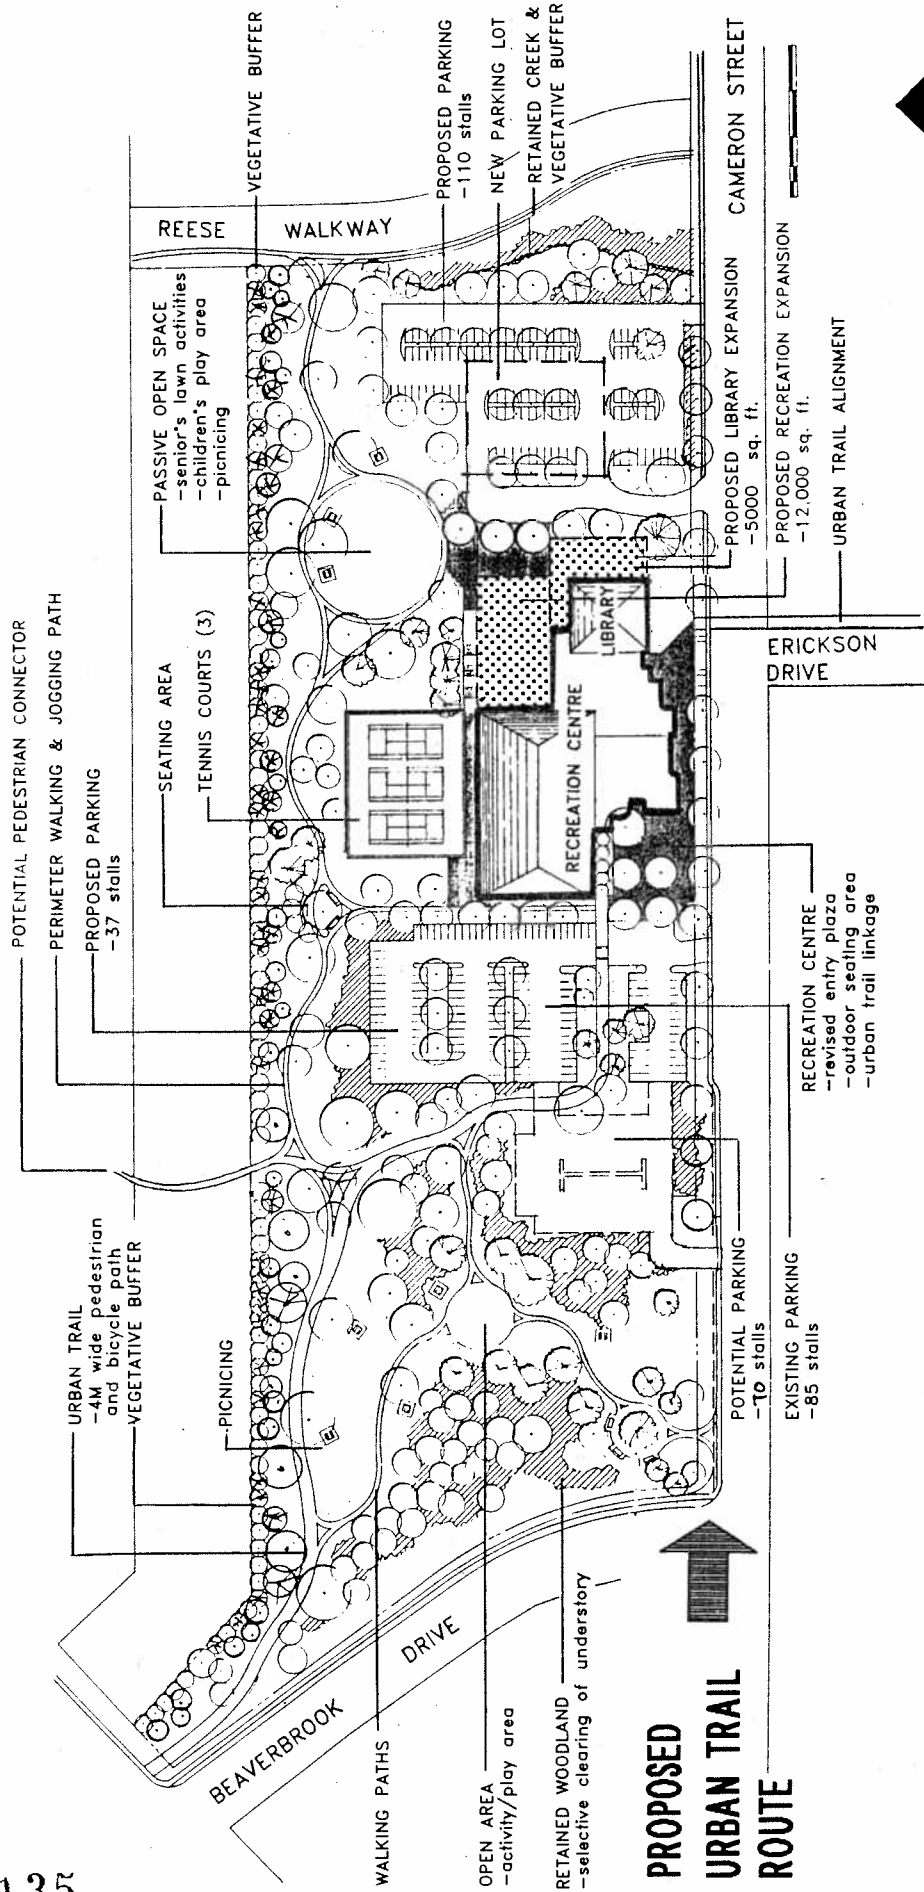 POTENTIAL PEDESTRIAN CONNECTOR
PERIMETER WALKING & JOGGING PATH
PROPOSED PARKING
-37 stalls
SEATING AREA
TENNIS COURTS (3)
PASSIVE OPEN SPACE
-senior's lawn activities
-children's play area
-picnicing
REESE WALKWAY
VEGETATIVE BUFFER
PROPOSED PARKING
-110 stalls
NEW PARKING LOT
RETAINED CREEK &
VEGETATIVE BUFFER
URBAN TRAIL
-4M wide pedestrian
and bicycle path
VEGETATIVE BUFFER
PICNICING
RECREATION CENTRE
LIBRARY
CAMERON STREET
PROPOSED LIBRARY EXPANSION
-5000 sq. ft.
PROPOSED RECREATION EXPANSION
-12,000 sq. ft.
URBAN TRAIL ALIGNMENT
ERICKSON
DRIVE
RECREATION CENTRE
-revised entry plaza
-outdoor seating area
-urban trail linkage
POTENTIAL PARKING
-70 stalls
EXISTING PARKING
-85 stalls
BEAVERBROOK DRIVE
WALKING PATHS
OPEN AREA
-activity/play area
RETAINED WOODLAND
-selective clearing of understory
PROPOSED
URBAN TRAIL
ROUTE